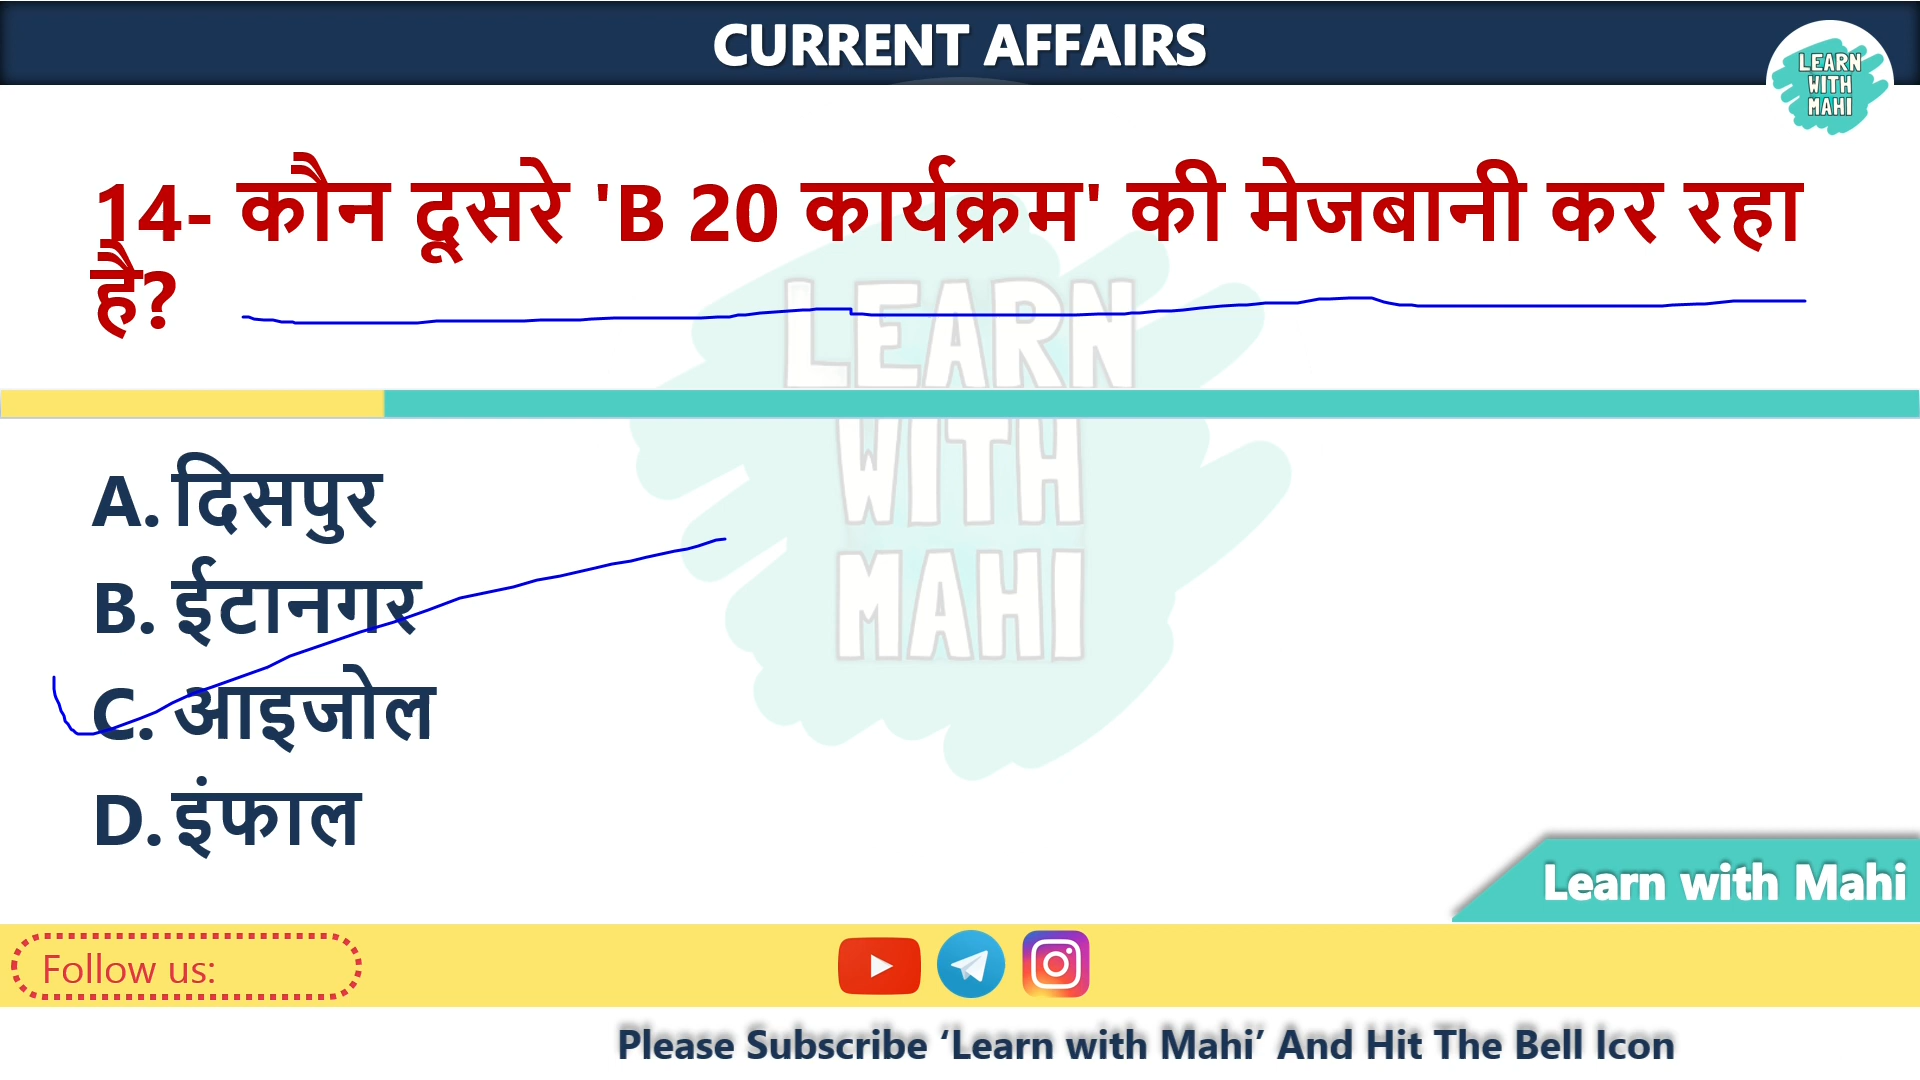 CURRENT AFFAIRS
LEARN
WITH
MAHI
14- कौन दूसरे 'B 20 कार्यक्रम' की मेजबानी कर रहा
है?
LEARN
WITH
MAHI
A. दिसपुर
B. ईटानगर
C. आइजोल
D. इंफाल
Learn with Mahi
Follow us:
Please Subscribe ‘Learn with Mahi’ And Hit The Bell Icon